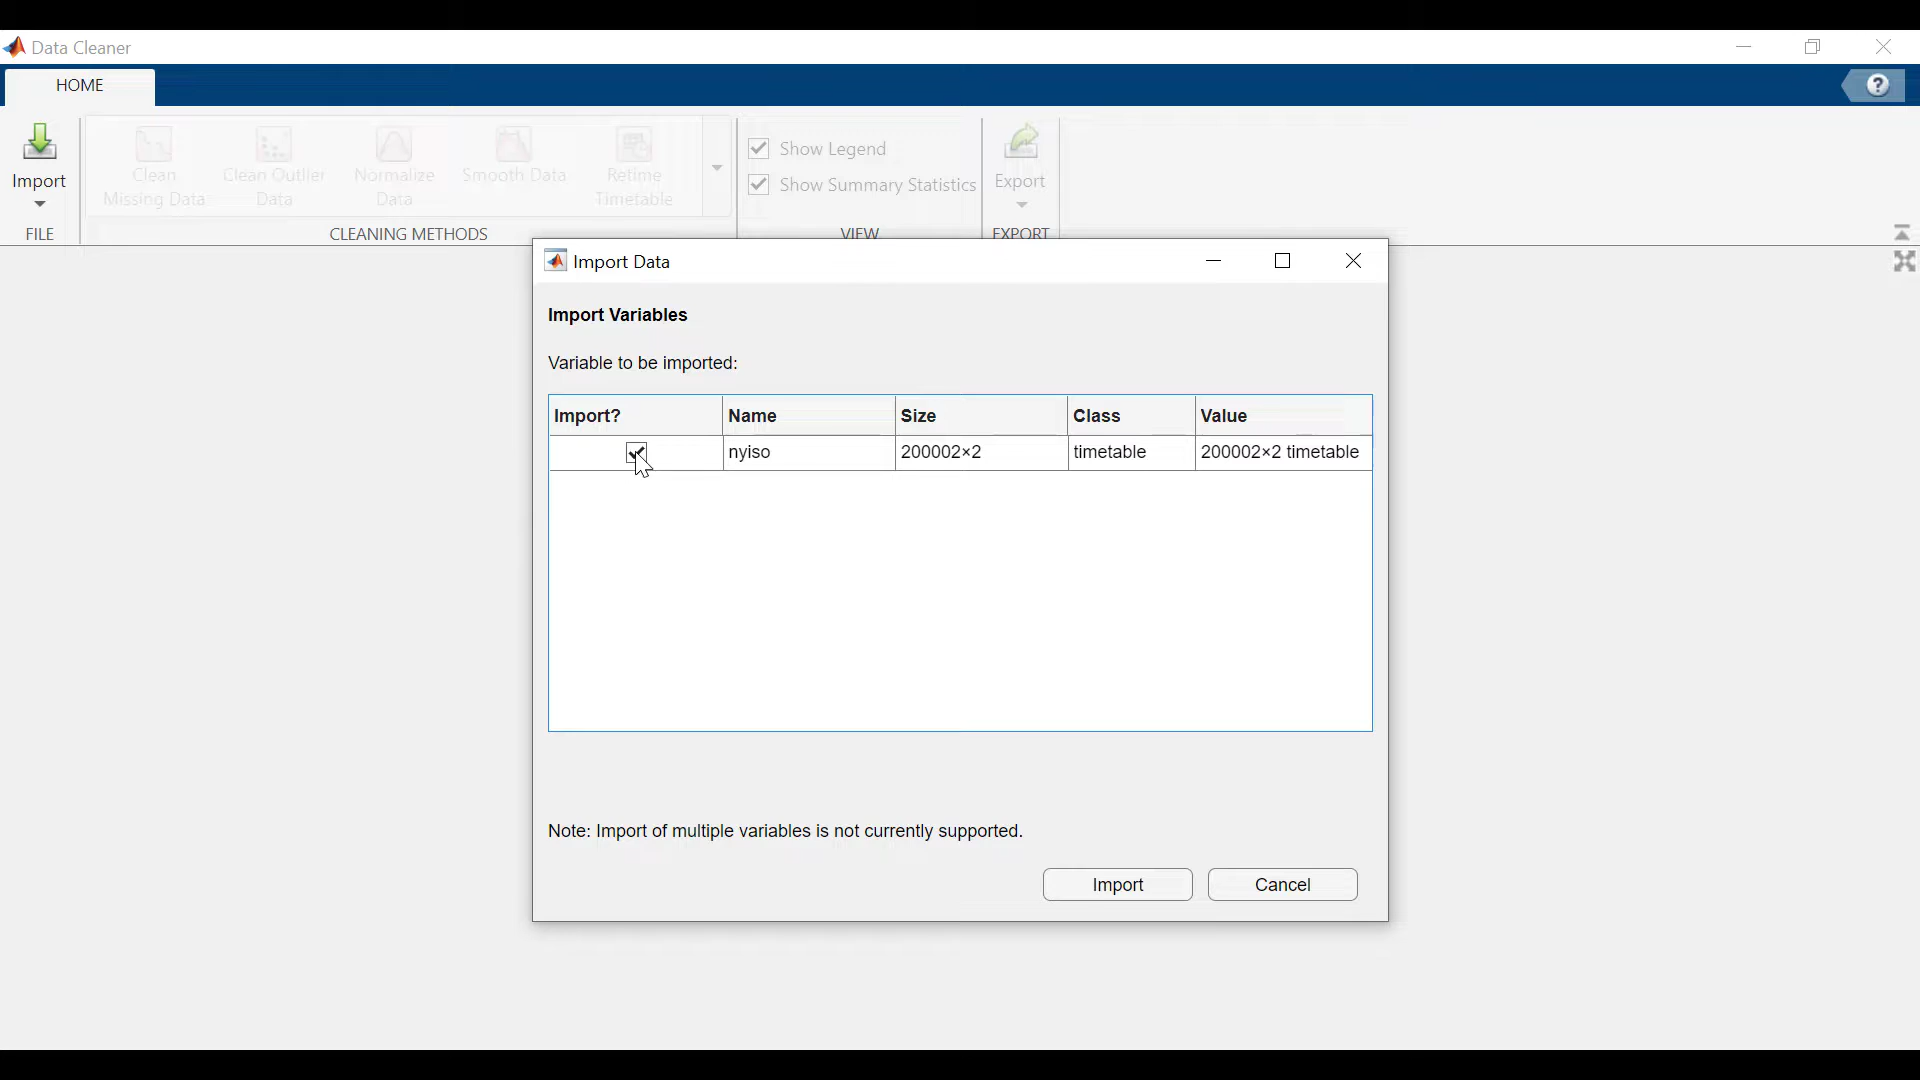 Data Cleaner
HOME
?
Import
Clean Missing Data
Clean Outlier Data
Normalize Data
Smooth Data
Retime Timetable
Show Legend
Show Summary Statistics
Export
FILE
CLEANING METHODS
VIEW
EXPORT
Import Data
Import Variables
Variable to be imported:
Import? Name Size Class Value
nyiso 200002×2 timetable 200002×2 timetable
Note: Import of multiple variables is not currently supported.
Import Cancel